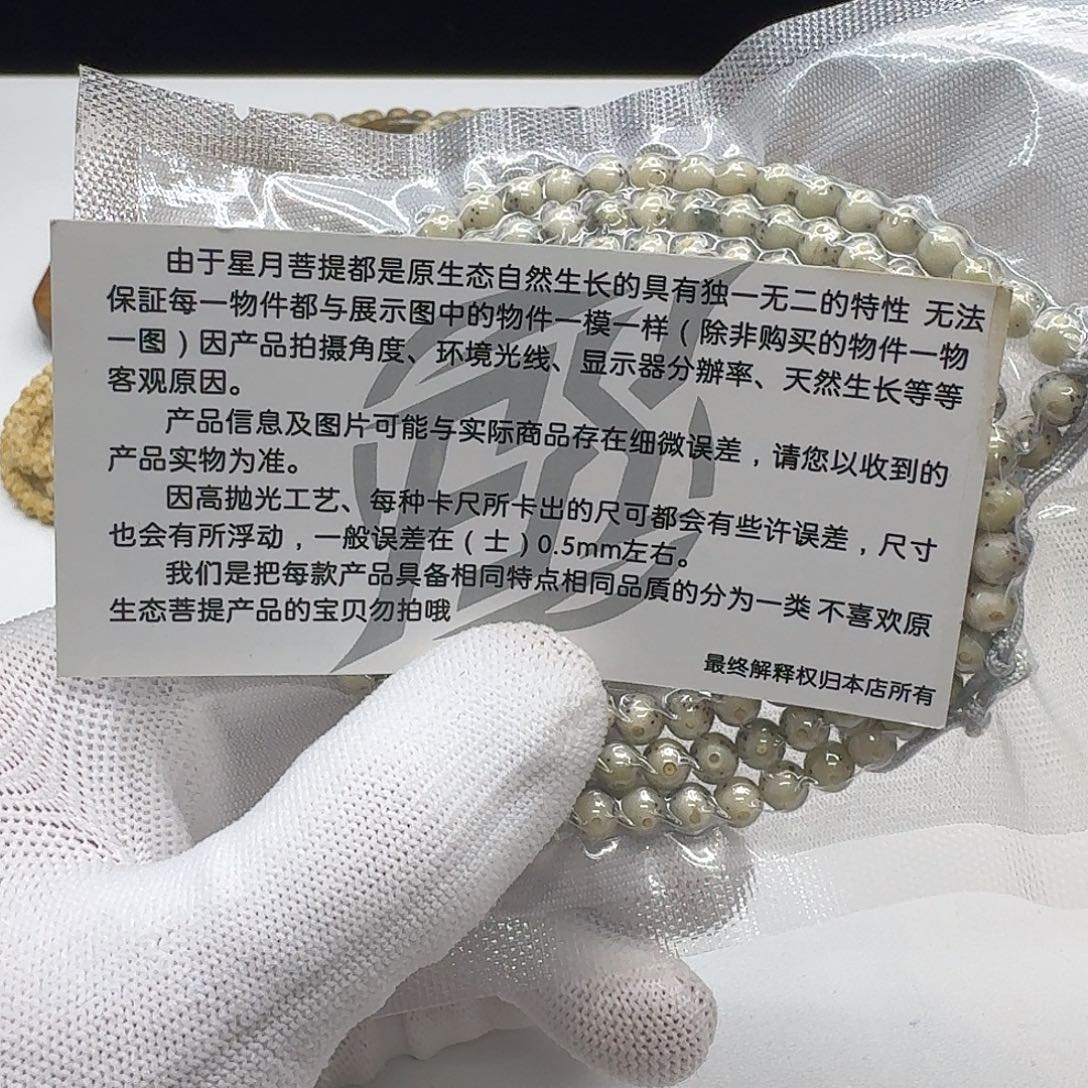 由于星月菩提都是原生态自然生长的具有独一无二的特性 无法
保証每一物件都与展示图中的物件一模一样（除非购买的物件一物
一图）因产品拍摄角度、环境光线、显示器分辨率、天然生长等等
客观原因。
产品信息及图片可能与实际商品存在细微误差，请您以收到的
产品实物为准。
因高抛光工艺、每种卡尺所卡出的尺可都会有些许误差，尺寸
也会有所浮动，一般误差在（士）0.5mm左右。
我们是把每款产品具备相同特点相同品質的分为一类 不喜欢原
生态菩提产品的宝贝勿拍哦
最终解释权归本店所有